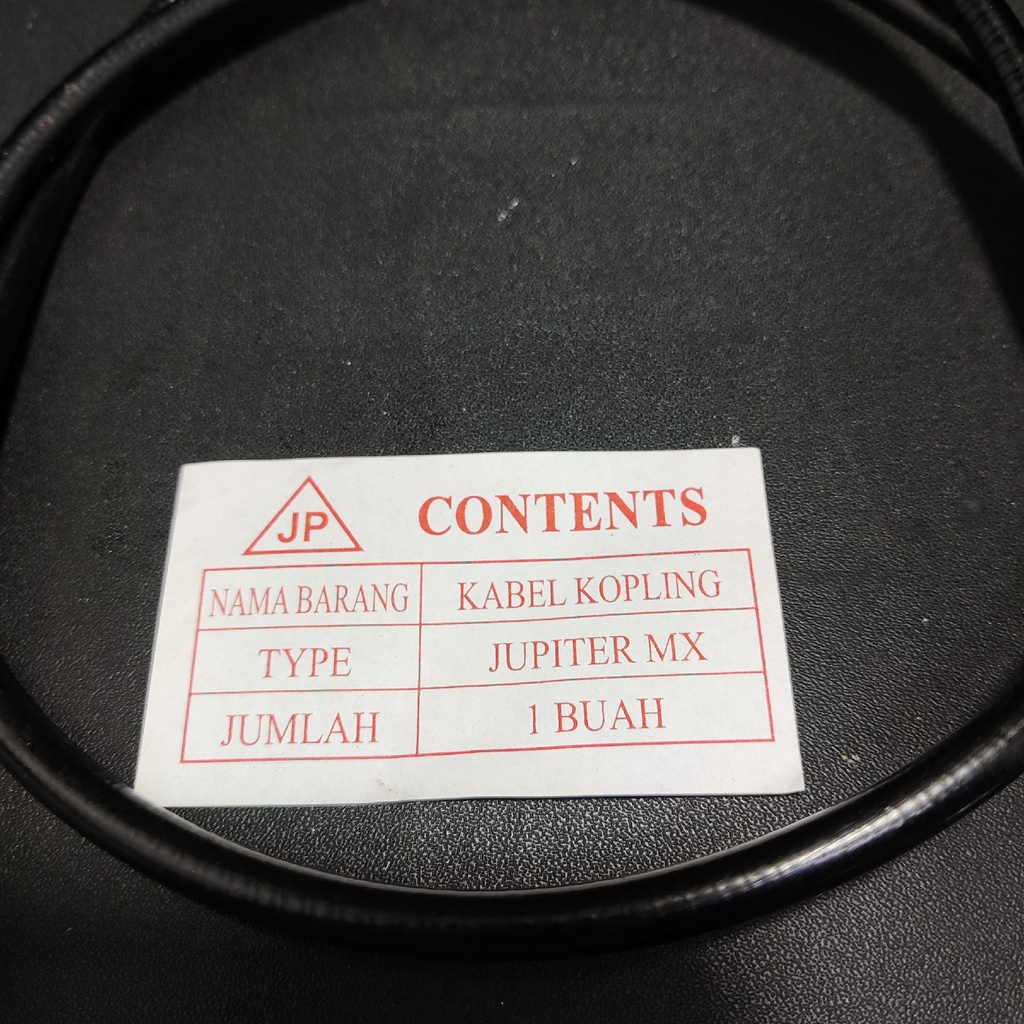 JP CONTENTS
NAMA BARANG KABEL KOPLING
TYPE JUPITER MX
JUMLAH 1 BUAH